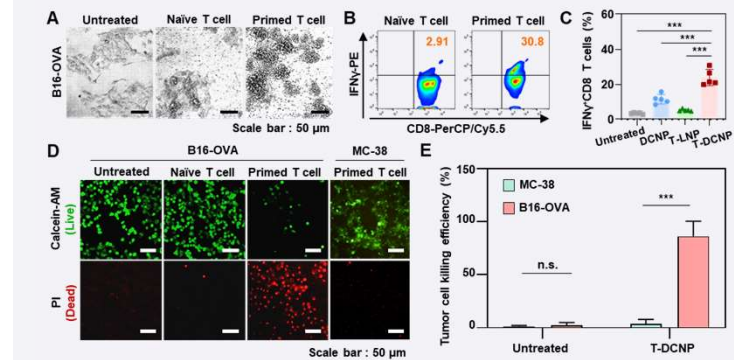 A
Untreated
Naïve T cell
Primed T cell
B16-OVA
Scale bar : 50 μm
B
Naïve T cell
Primed T cell
2.91
30.8
IFNγ-PE
CD8-PerCP/Cy5.5
C
IFNγ⁺CD8 T cells (%)
60
40
20
0
***
***
***
Untreated
DCNP
T-LNP
T-DCNP
D
B16-OVA
MC-38
Untreated
Naïve T cell
Primed T cell
Primed T cell
Calcein-AM
(Live)
PI
(Dead)
Scale bar : 50 μm
E
Tumor cell killing efficiency (%)
150
100
50
0
MC-38
B16-OVA
n.s.
***
Untreated
T-DCNP